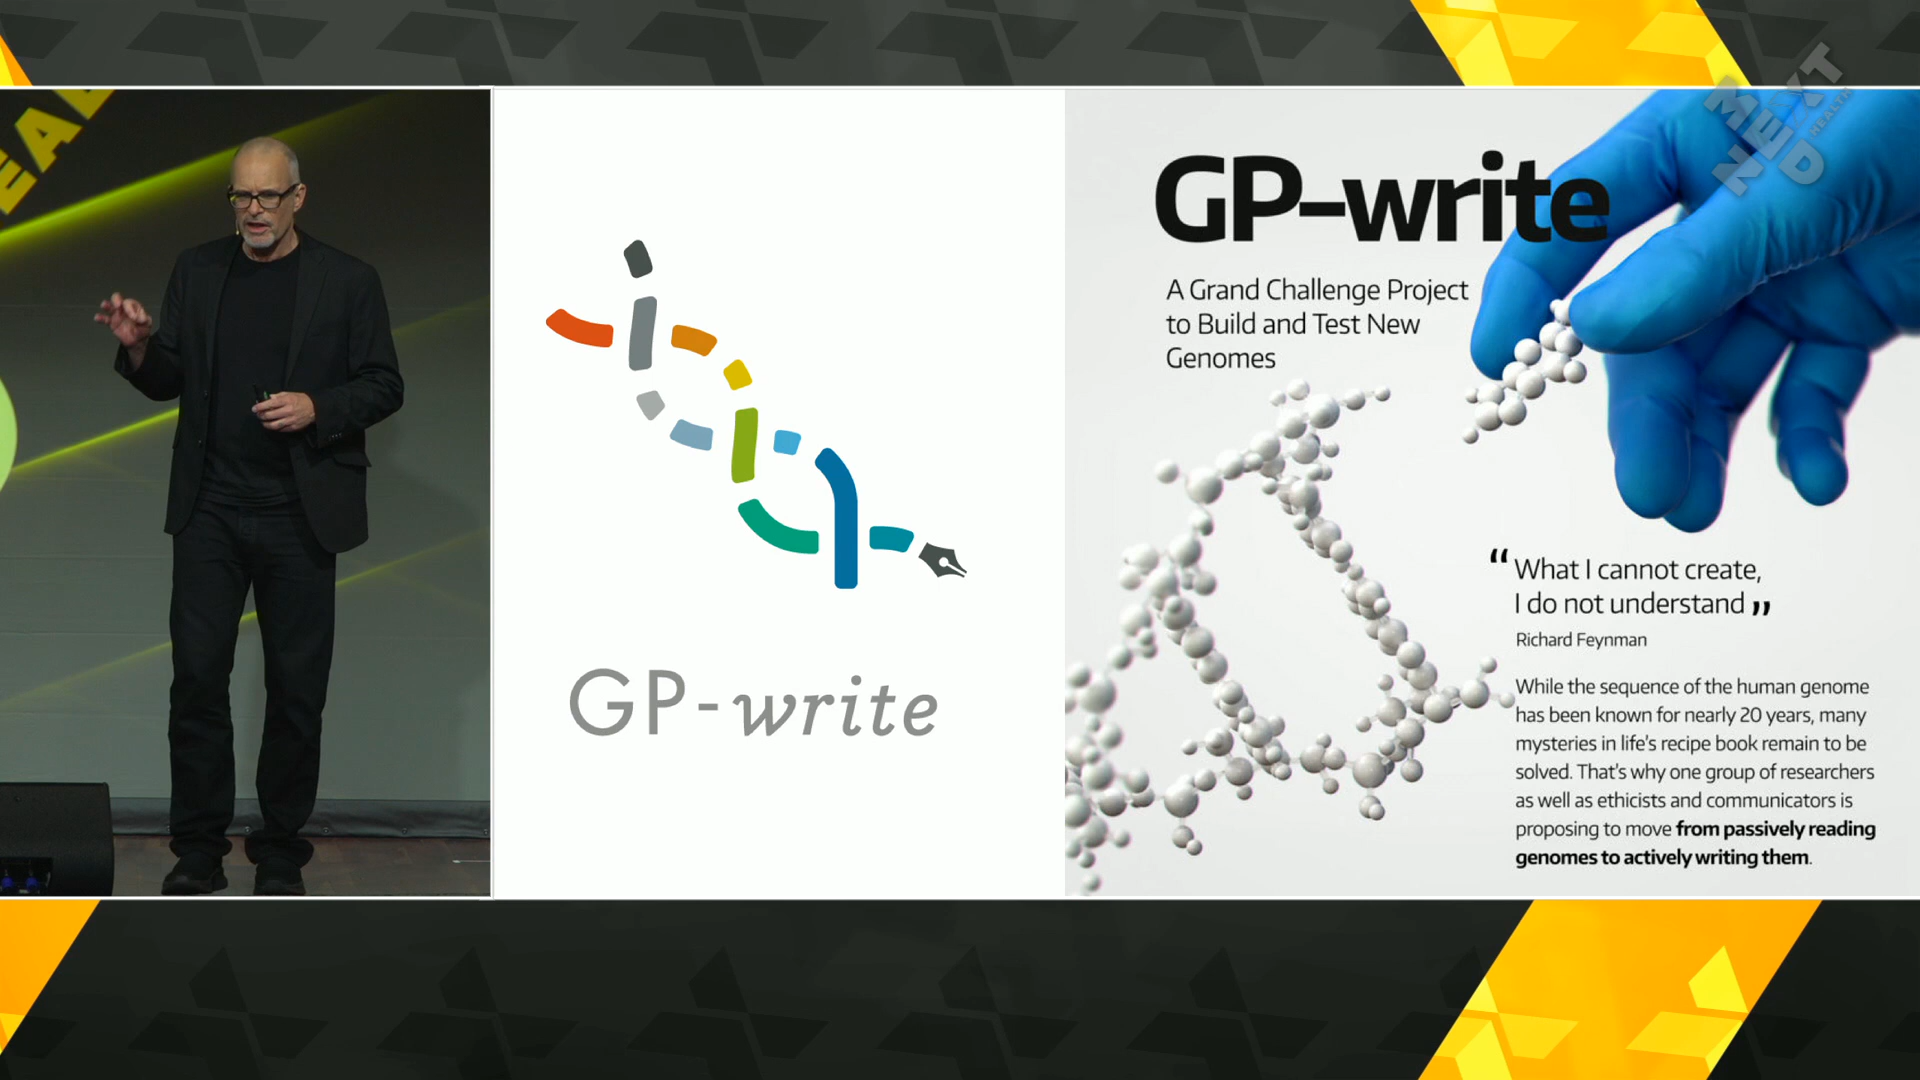 EAL
GP-write
GP-write
A Grand Challenge Project
to Build and Test New
Genomes
“ What I cannot create,
I do not understand ”
Richard Feynman
While the sequence of the human genome
has been known for nearly 20 years, many
mysteries in life’s recipe book remain to be
solved. That’s why one group of researchers
as well as ethicists and communicators is
proposing to move from passively reading
genomes to actively writing them.
NEXT
MED
HEALTH